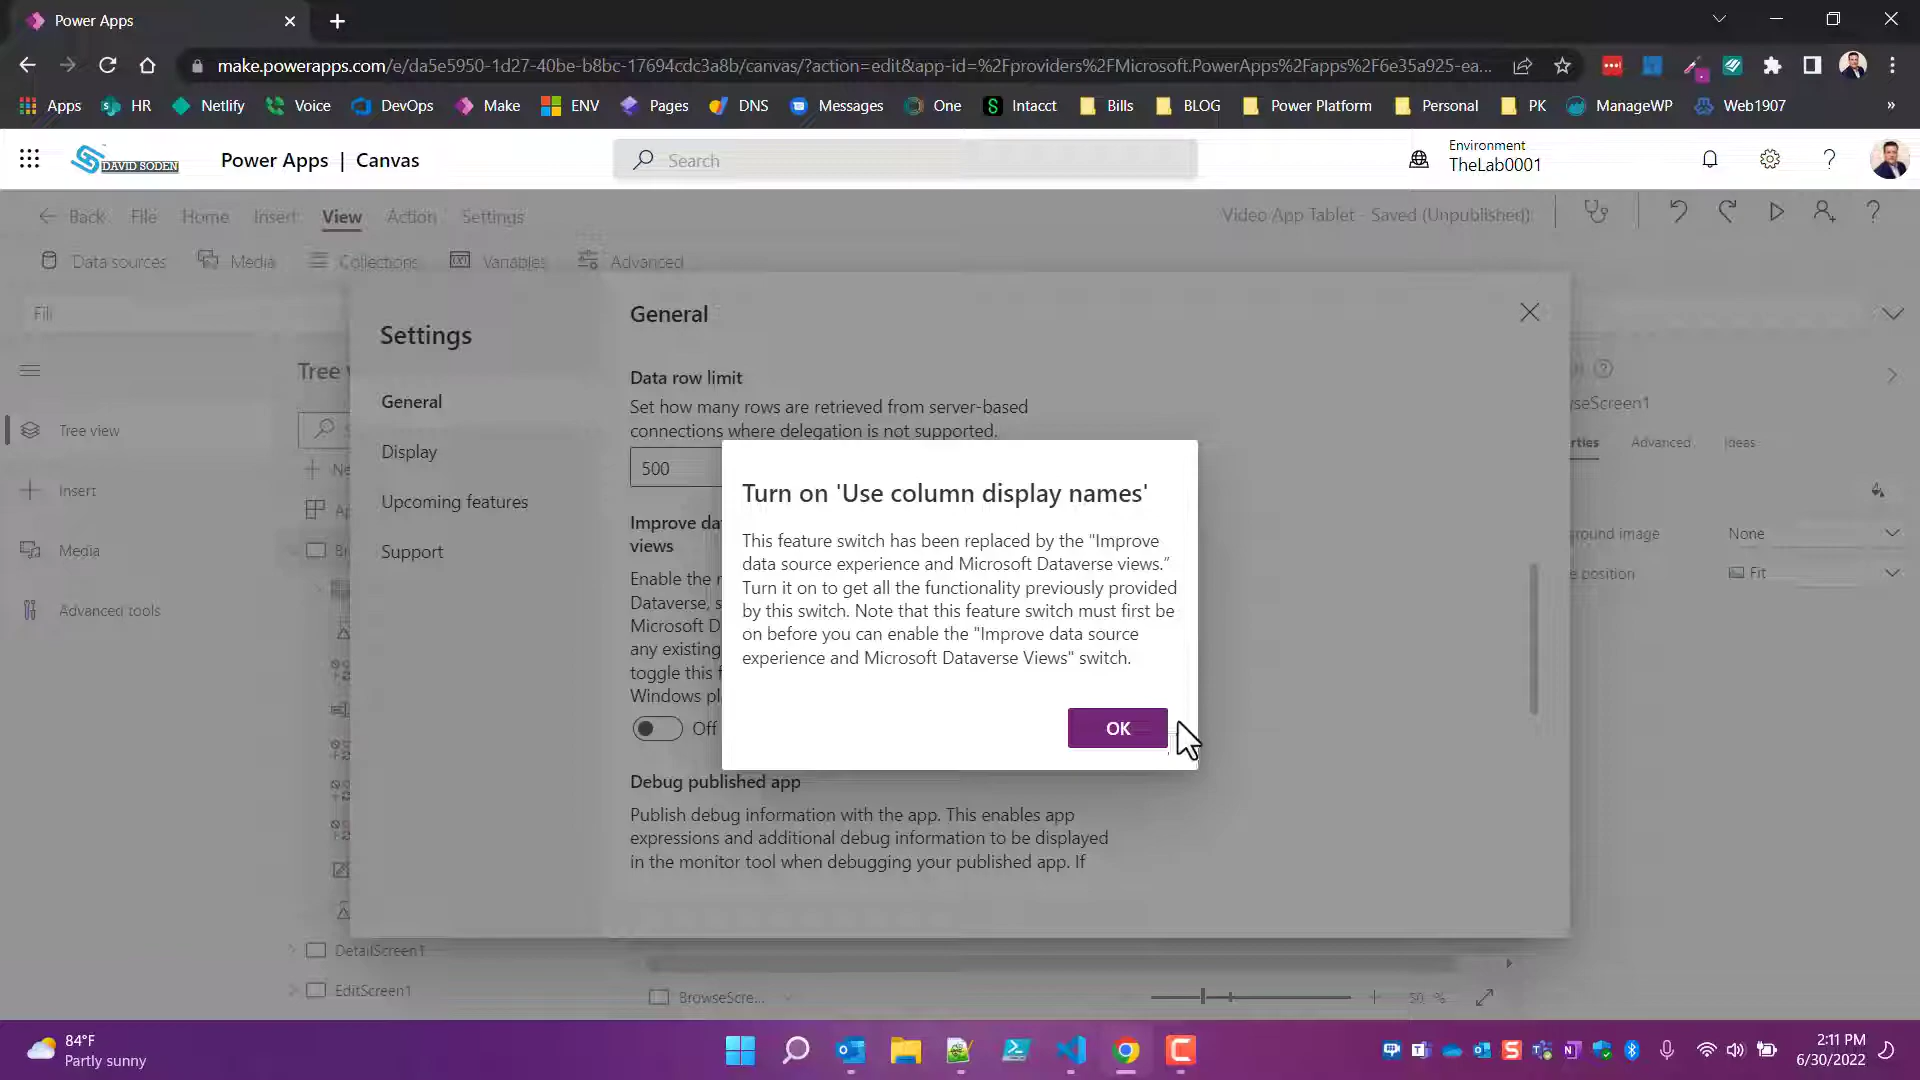 Power Apps
make.powerapps.com/e/da5e5950-1d27-40be-b8bc-17694cdc3a8b/canvas/?action=edit&app-id=%2Fproviders%2FMicrosoft.PowerApps%2Fapps%2F6e35a925-ea...
Apps HR Netlify Voice DevOps Make ENV Pages DNS Messages One Intacct Bills BLOG Power Platform Personal PK ManageWP Web1907 »
DAVID SODEN Power Apps | Canvas
Search
Environment
TheLab0001
Back File Home Insert View Action Settings
Video App Tablet - Saved (Unpublished)
Data sources Media Collections Variables Advanced
Fill
Tree view
Insert
Media
Advanced tools
Tree
Settings
General
Display
Upcoming features
Support
General
Data row limit
Set how many rows are retrieved from server-based
connections where delegation is not supported.
500
Improve da
views
Enable the
Dataverse, s
Microsoft D
any existing
toggle this f
Windows pl
Off
Debug published app
Publish debug information with the app. This enables app
expressions and additional debug information to be displayed
in the monitor tool when debugging your published app. If
Turn on 'Use column display names'
This feature switch has been replaced by the "Improve
data source experience and Microsoft Dataverse views."
Turn it on to get all the functionality previously provided
by this switch. Note that this feature switch must first be
on before you can enable the "Improve data source
experience and Microsoft Dataverse Views" switch.
OK
seScreen1
rties Advanced Ideas
round image None
e position Fit
DetailScreen1
EditScreen1
BrowseScre...
50 %
84°F
Partly sunny
2:11 PM
6/30/2022